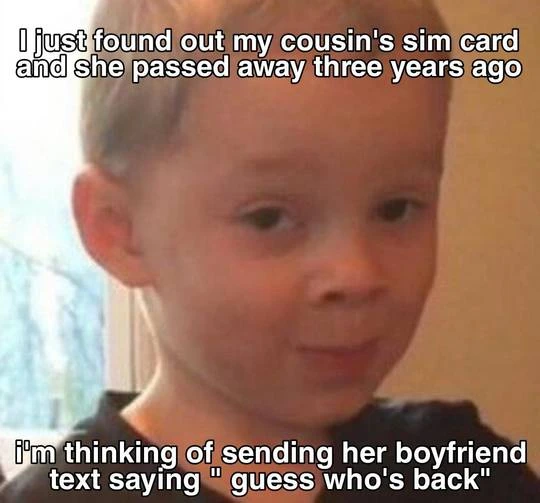 I just found out my cousin's sim card
and she passed away three years ago
i'm thinking of sending her boyfriend
text saying " guess who's back"